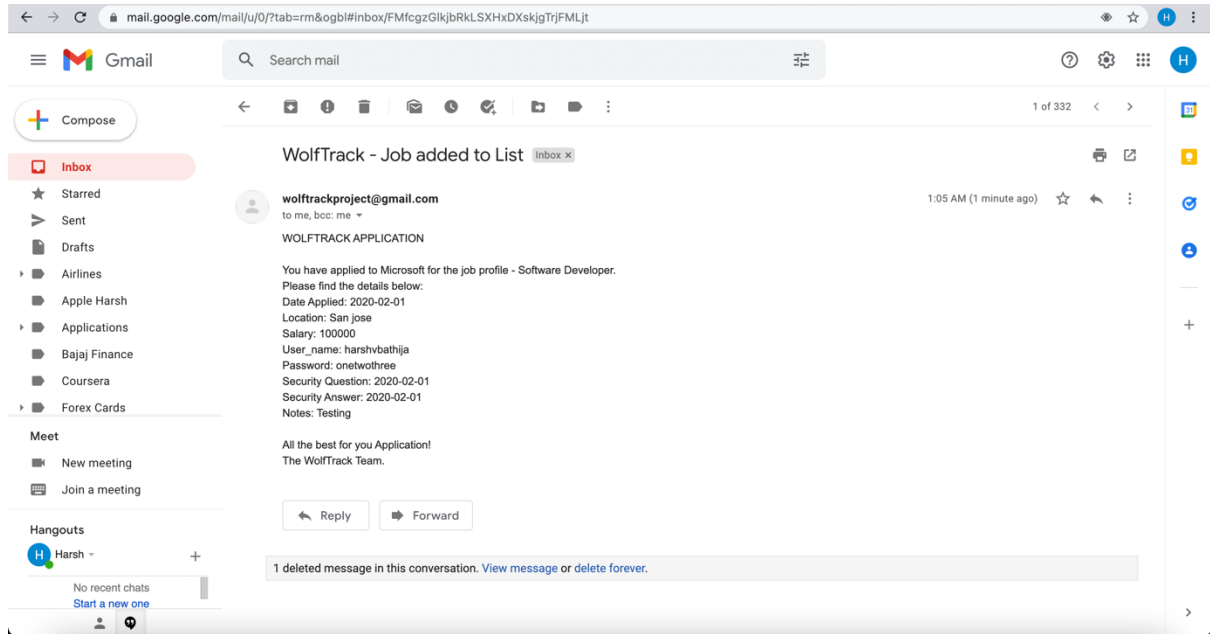 mail.google.com/mail/u/0/?tab=rm&ogbl#inbox/FMfcgzGlkjbRkLSXHxDXskjgTrjFMLjt
H
Gmail
Search mail
H
Compose
1 of 332
31
WolfTrack - Job added to List Inbox ×
Inbox
Starred
wolftrackproject@gmail.com
1:05 AM (1 minute ago)
to me, bcc: me
Sent
WOLFTRACK APPLICATION
Drafts
Airlines
You have applied to Microsoft for the job profile - Software Developer.
Please find the details below:
Date Applied: 2020-02-01
Apple Harsh
Location: San jose
Applications
Salary: 100000
User_name: harshvbathija
Bajaj Finance
Password: onetwothree
Coursera
Security Question: 2020-02-01
Security Answer: 2020-02-01
Forex Cards
Notes: Testing
Meet
All the best for you Application!
New meeting
The WolfTrack Team.
Join a meeting
Reply
Forward
Hangouts
H Harsh
1 deleted message in this conversation. View message or delete forever.
No recent chats
Start a new one